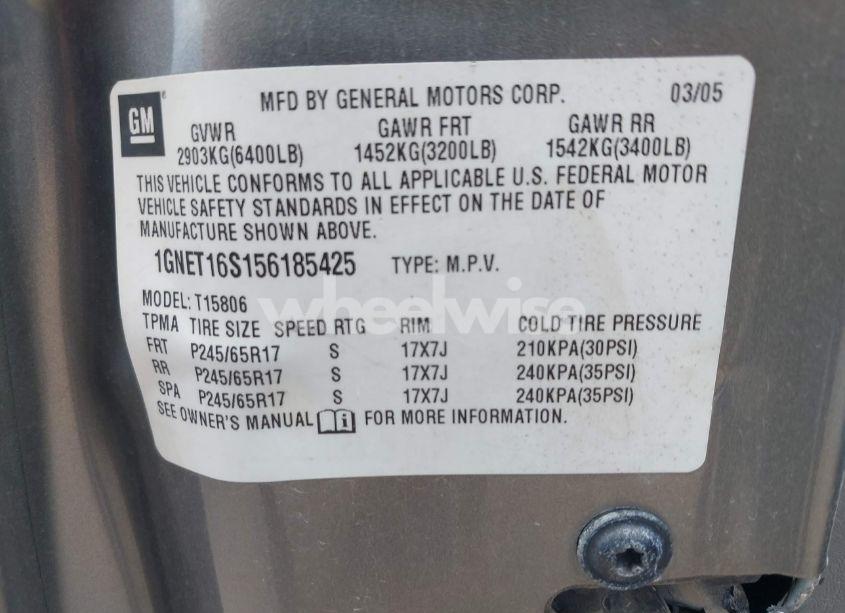 GM
MFD BY GENERAL MOTORS CORP. 03/05
GVWR GAWR FRT GAWR RR
2903KG(6400LB) 1452KG(3200LB) 1542KG(3400LB)
THIS VEHICLE CONFORMS TO ALL APPLICABLE U.S. FEDERAL MOTOR
VEHICLE SAFETY STANDARDS IN EFFECT ON THE DATE OF
MANUFACTURE SHOWN ABOVE.
1GNET16S156185425 TYPE: M.P.V.
wheelwise
MODEL: T15806
TPMA TIRE SIZE SPEED RTG RIM COLD TIRE PRESSURE
FRT P245/65R17 S 17X7J 210KPA(30PSI)
RR P245/65R17 S 17X7J 240KPA(35PSI)
SPA P245/65R17 S 17X7J 240KPA(35PSI)
SEE OWNER'S MANUAL i FOR MORE INFORMATION.